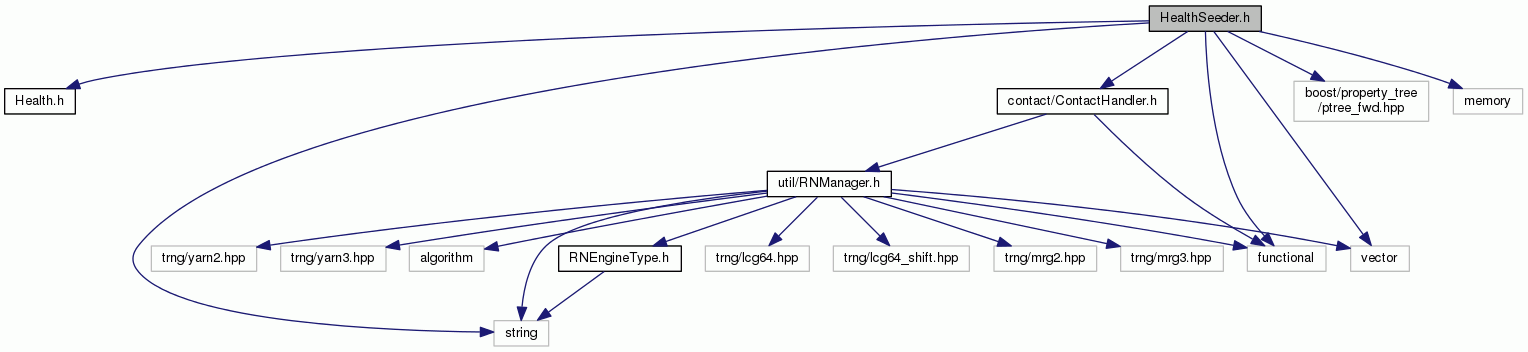 HealthSeeder.h
Health.h
contact/ContactHandler.h
boost/property_tree
/ptree_fwd.hpp
memory
util/RNManager.h
trng/yarn2.hpp
trng/yarn3.hpp
algorithm
RNEngineType.h
trng/lcg64.hpp
trng/lcg64_shift.hpp
trng/mrg2.hpp
trng/mrg3.hpp
functional
vector
string